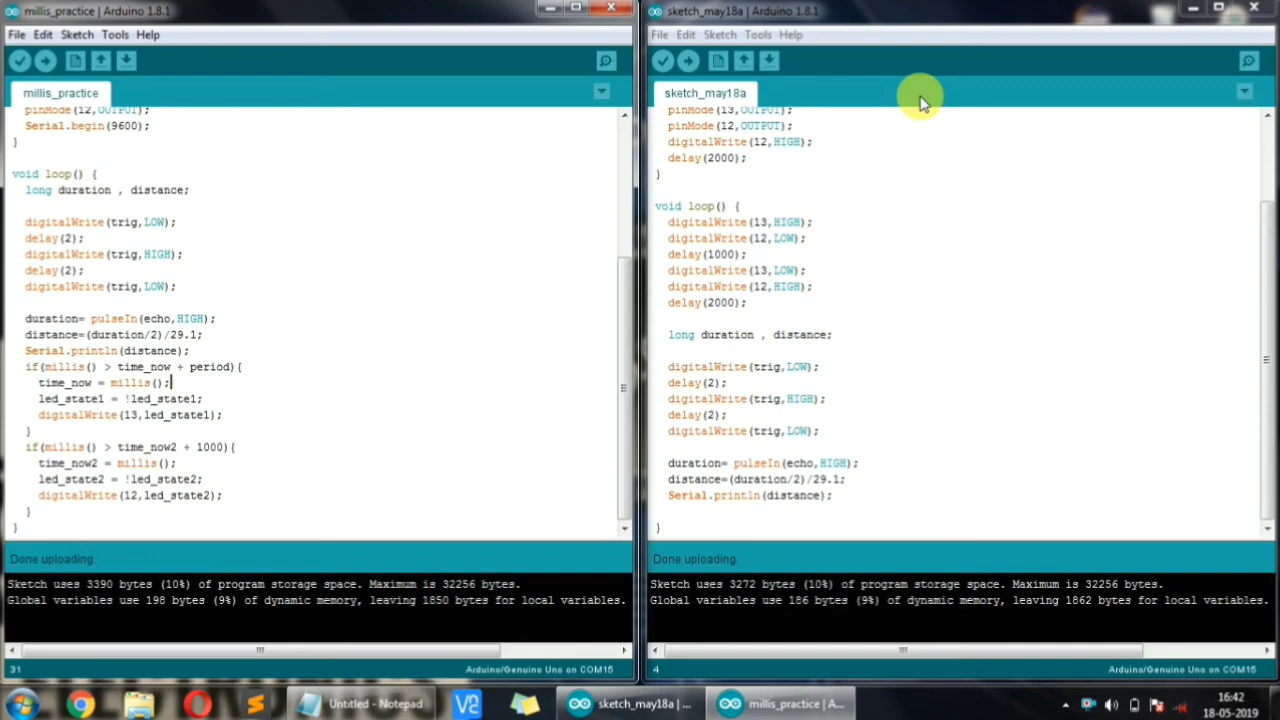 millis_practice | Arduino 1.8.1
File Edit Sketch Tools Help
millis_practice
pinMode(12,OUTPUT);
Serial.begin(9600);
}
void loop() {
long duration , distance;
digitalWrite(trig,LOW);
delay(2);
digitalWrite(trig,HIGH);
delay(2);
digitalWrite(trig,LOW);
duration= pulseIn(echo,HIGH);
distance=(duration/2)/29.1;
Serial.println(distance);
if(millis() > time_now + period){
time_now = millis();
led_state1 = !led_state1;
digitalWrite(13,led_state1);
}
if(millis() > time_now2 + 1000){
time_now2 = millis();
led_state2 = !led_state2;
digitalWrite(12,led_state2);
}
}
Done uploading.
Sketch uses 3390 bytes (10%) of program storage space. Maximum is 32256 bytes.
Global variables use 198 bytes (9%) of dynamic memory, leaving 1850 bytes for local variables.
31 Arduino/Genuino Uno on COM15
sketch_may18a | Arduino 1.8.1
File Edit Sketch Tools Help
sketch_may18a
pinMode(13,OUTPUT);
pinMode(12,OUTPUT);
digitalWrite(12,HIGH);
delay(2000);
}
void loop() {
digitalWrite(13,HIGH);
digitalWrite(12,LOW);
delay(1000);
digitalWrite(13,LOW);
digitalWrite(12,HIGH);
delay(2000);
long duration , distance;
digitalWrite(trig,LOW);
delay(2);
digitalWrite(trig,HIGH);
delay(2);
digitalWrite(trig,LOW);
duration= pulseIn(echo,HIGH);
distance=(duration/2)/29.1;
Serial.println(distance);
}
Done uploading.
Sketch uses 3272 bytes (10%) of program storage space. Maximum is 32256 bytes.
Global variables use 186 bytes (9%) of dynamic memory, leaving 1862 bytes for local variables.
4 Arduino/Genuino Uno on COM15
Untitled - Notepad
sketch_may18a | ...
millis_practice | A...
16:42
18-05-2019